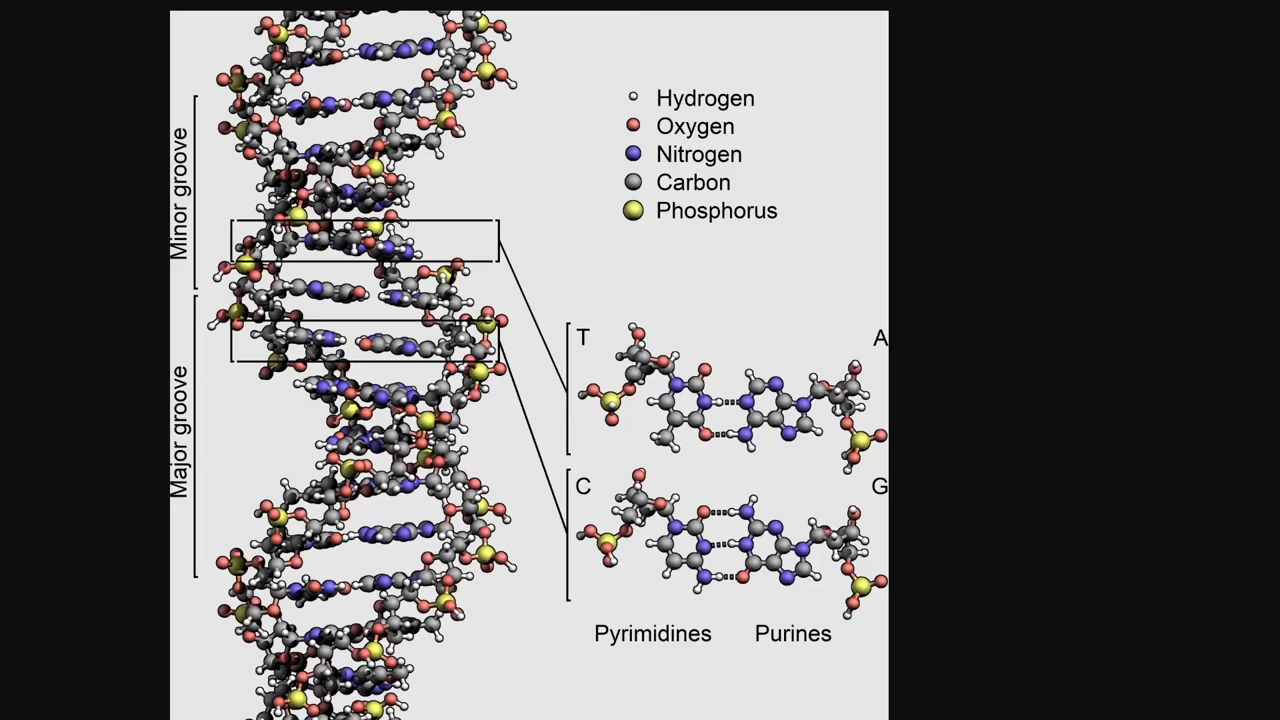 Hydrogen
Oxygen
Nitrogen
Carbon
Phosphorus
Minor groove
Major groove
T A
C G
Pyrimidines Purines